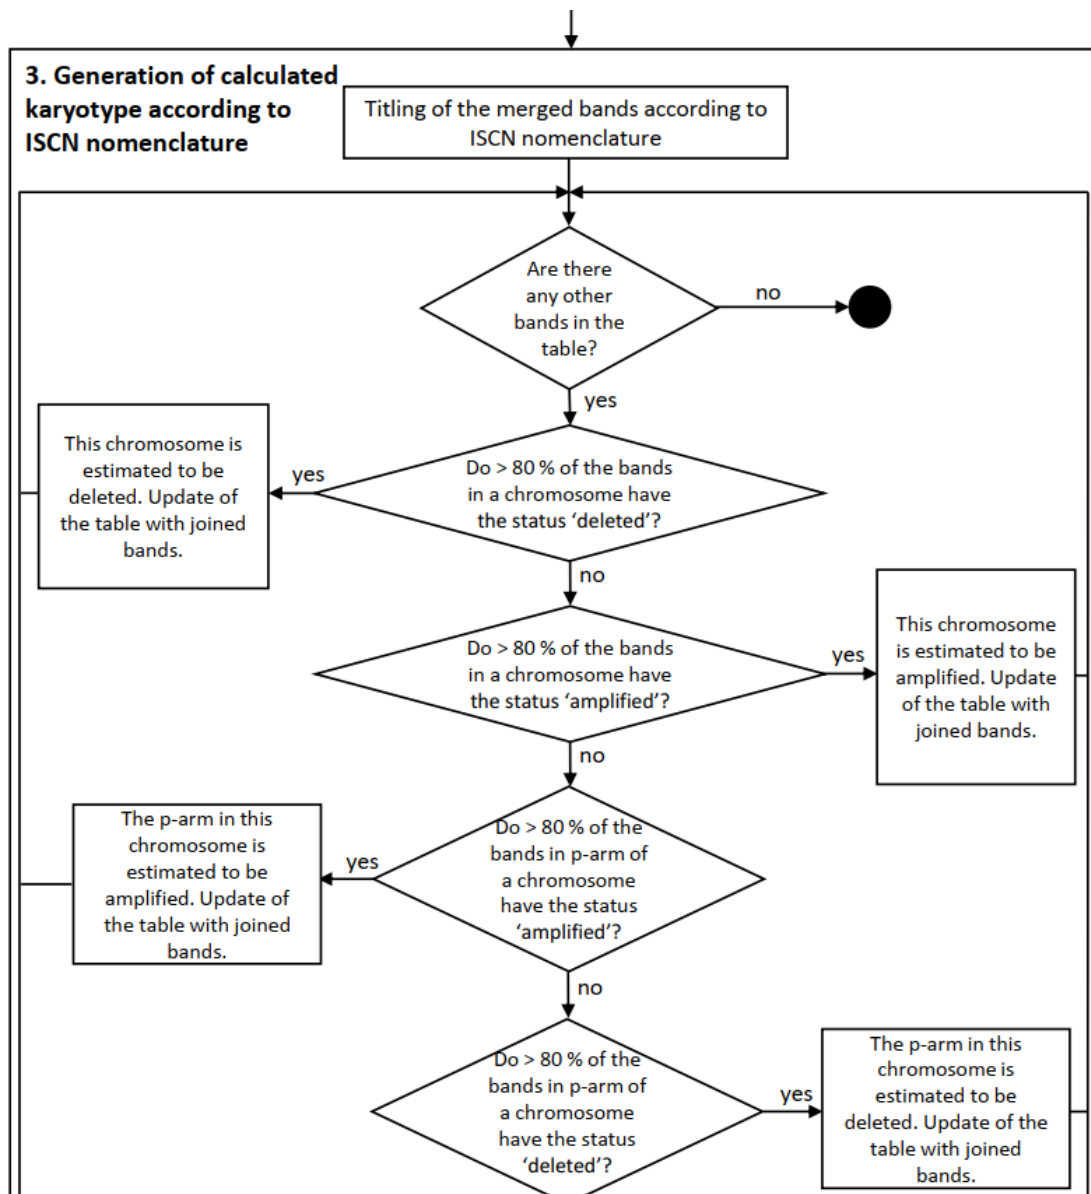 3. Generation of calculated
karyotype according to
ISCN nomenclature
Titling of the merged bands according to
ISCN nomenclature
Are there
any other
bands in the
table?
no
yes
This chromosome is
estimated to be
deleted. Update of
the table with joined
bands.
yes
Do > 80 % of the bands
in a chromosome have
the status ‘deleted’?
no
Do > 80 % of the bands
in a chromosome have
the status ‘amplified’?
yes
This chromosome
is estimated to be
amplified. Update
of the table with
joined bands.
no
The p-arm in this
chromosome is
estimated to be
amplified. Update of
the table with joined
bands.
yes
Do > 80 % of the
bands in p-arm of
a chromosome
have the status
‘amplified’?
no
Do > 80 % of the
bands in p-arm of
a chromosome
have the status
‘deleted’?
yes
The p-arm in this
chromosome is
estimated to be
deleted. Update of the
table with joined
bands.